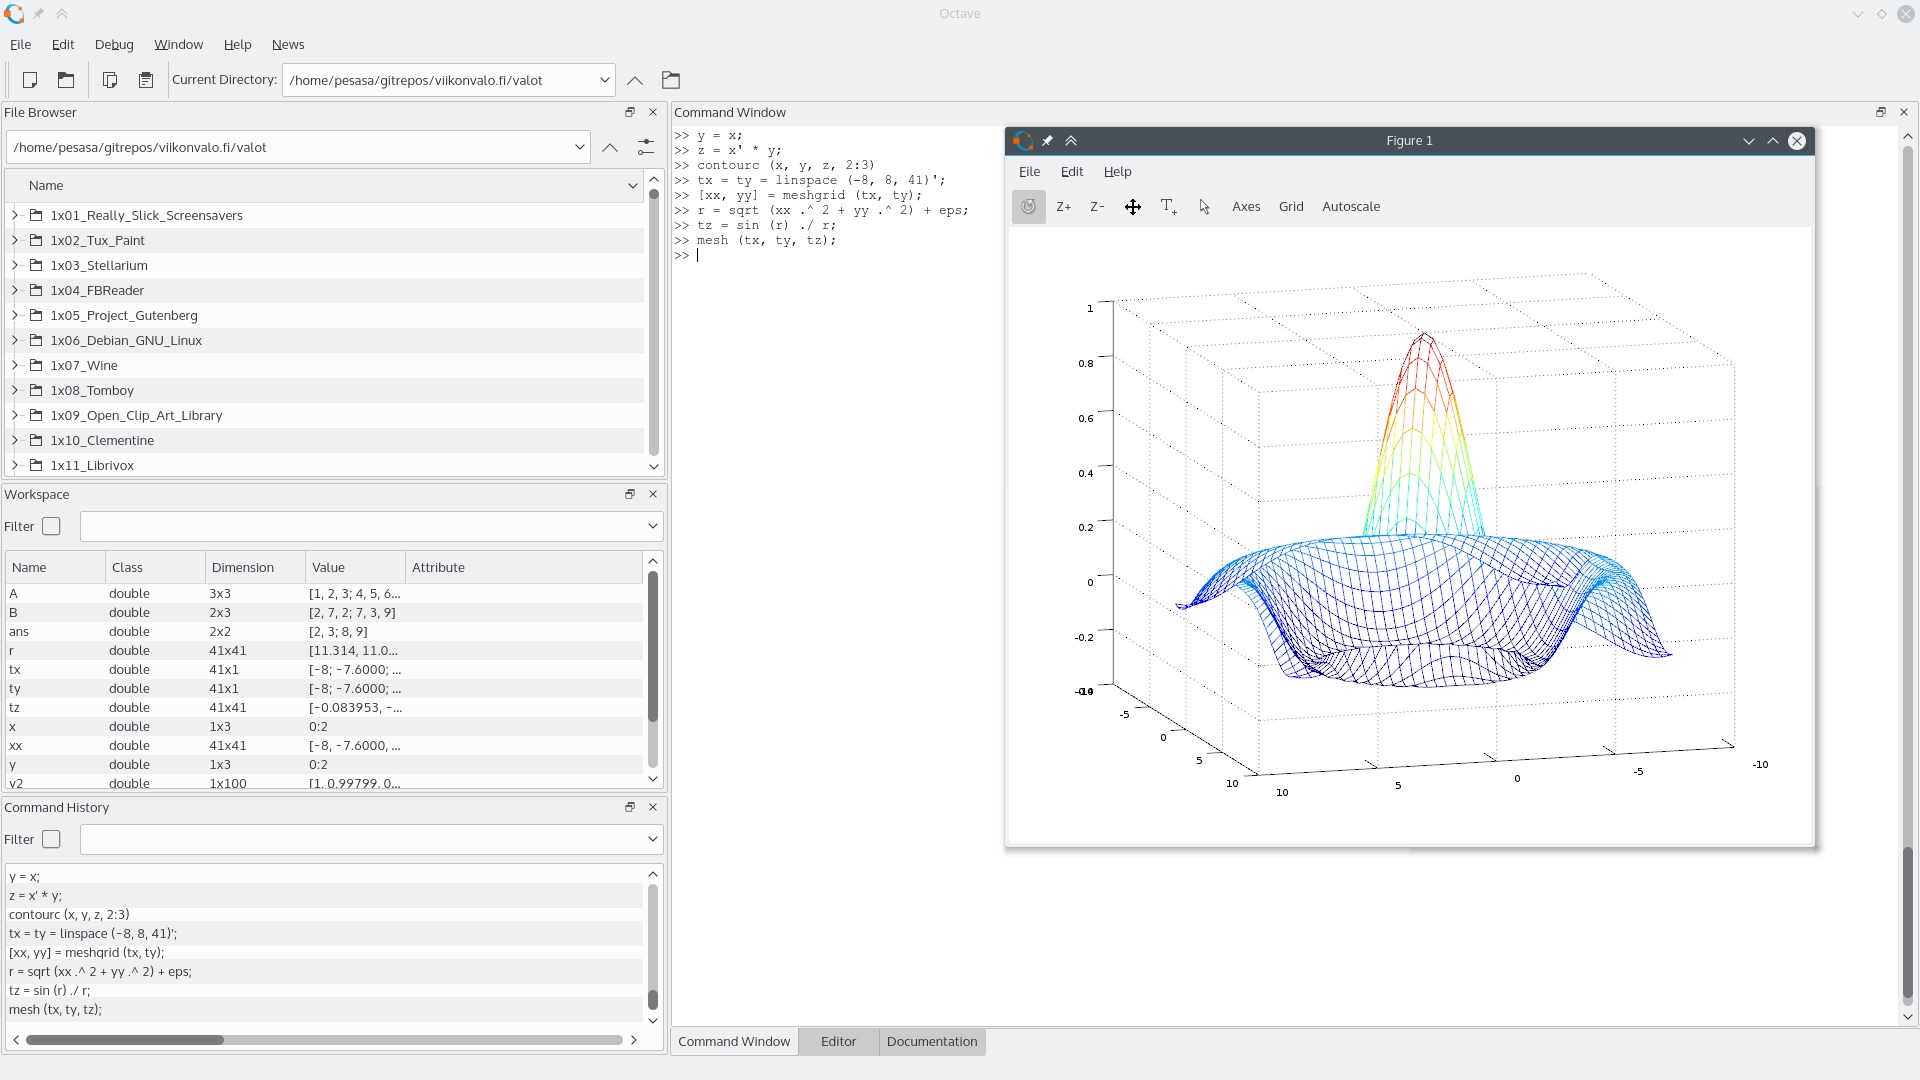 Octave
File Edit Debug Window Help News
Current Directory: /home/pesasa/gitrepos/viikonvalo.fi/valot
File Browser
/home/pesasa/gitrepos/viikonvalo.fi/valot
Name
1x01_Really_Slick_Screensavers
1x02_Tux_Paint
1x03_Stellarium
1x04_FBReader
1x05_Project_Gutenberg
1x06_Debian_GNU_Linux
1x07_Wine
1x08_Tomboy
1x09_Open_Clip_Art_Library
1x10_Clementine
1x11_Librivox
Workspace
Filter
Name Class Dimension Value Attribute
A double 3x3 [1, 2, 3; 4, 5, 6...
B double 2x3 [2, 7, 2; 7, 3, 9]
ans double 2x2 [2, 3; 8, 9]
r double 41x41 [11.314, 11.0...
tx double 41x1 [-8; -7.6000; ...
ty double 41x1 [-8; -7.6000; ...
tz double 41x41 [-0.083953, -...
x double 1x3 0:2
xx double 41x41 [-8, -7.6000, ...
y double 1x3 0:2
y2 double 1x100 [1, 0.99799, 0...
Command History
Filter
y = x;
z = x' * y;
contourc (x, y, z, 2:3)
tx = ty = linspace (-8, 8, 41)';
[xx, yy] = meshgrid (tx, ty);
r = sqrt (xx .^ 2 + yy .^ 2) + eps;
tz = sin (r) ./ r;
mesh (tx, ty, tz);
Command Window
>> y = x;
>> z = x' * y;
>> contourc (x, y, z, 2:3)
>> tx = ty = linspace (-8, 8, 41)';
>> [xx, yy] = meshgrid (tx, ty);
>> r = sqrt (xx .^ 2 + yy .^ 2) + eps;
>> tz = sin (r) ./ r;
>> mesh (tx, ty, tz);
>>
Figure 1
File Edit Help
Z+ Z- T+ Axes Grid Autoscale
1
0.8
0.6
0.4
0.2
0
-0.2
-5
0
5
10
10
5
0
-5
-10
Command Window Editor Documentation